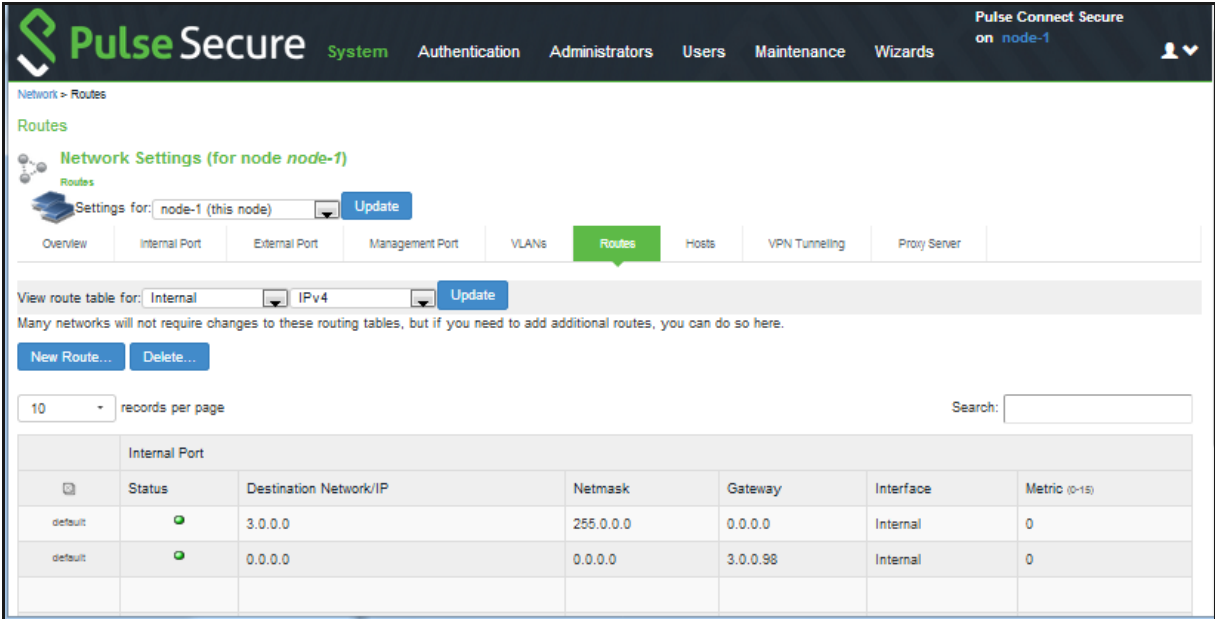 Pulse Secure System Authentication Administrators Users Maintenance Wizards
Pulse Connect Secure
on node-1
Network > Routes
Routes
Network Settings (for node node-1)
Routes
Settings for: node-1 (this node) Update
Overview Internal Port External Port Management Port VLANs Routes Hosts VPN Tunneling Proxy Server
View route table for: Internal IPv4 Update
Many networks will not require changes to these routing tables, but if you need to add additional routes, you can do so here.
New Route... Delete...
10 records per page Search:
Internal Port
Status Destination Network/IP Netmask Gateway Interface Metric (0-15)
default 3.0.0.0 255.0.0.0 0.0.0.0 Internal 0
default 0.0.0.0 0.0.0.0 3.0.0.98 Internal 0